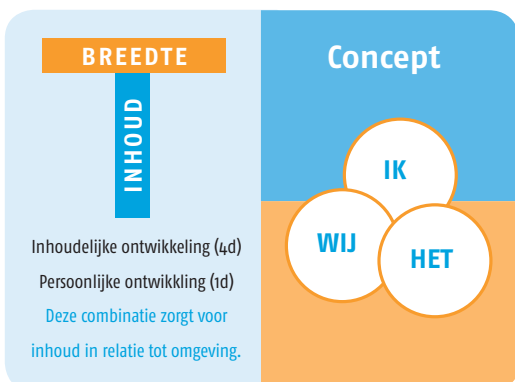 BREEDTE
INHOUD
Inhoudelijke ontwikkeling (4d)
Persoonlijke ontwikkling (1d)
Deze combinatie zorgt voor
inhoud in relatie tot omgeving.
Concept
IK
WIJ
HET